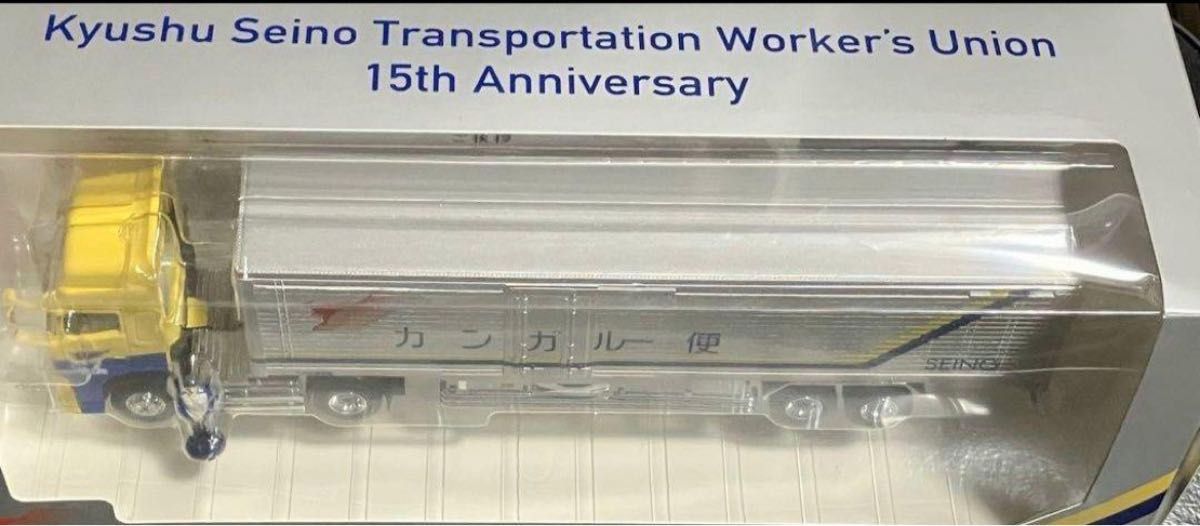 Kyushu Seino Transportation Worker's Union
15th Anniversary
カンガルー便
SEINO